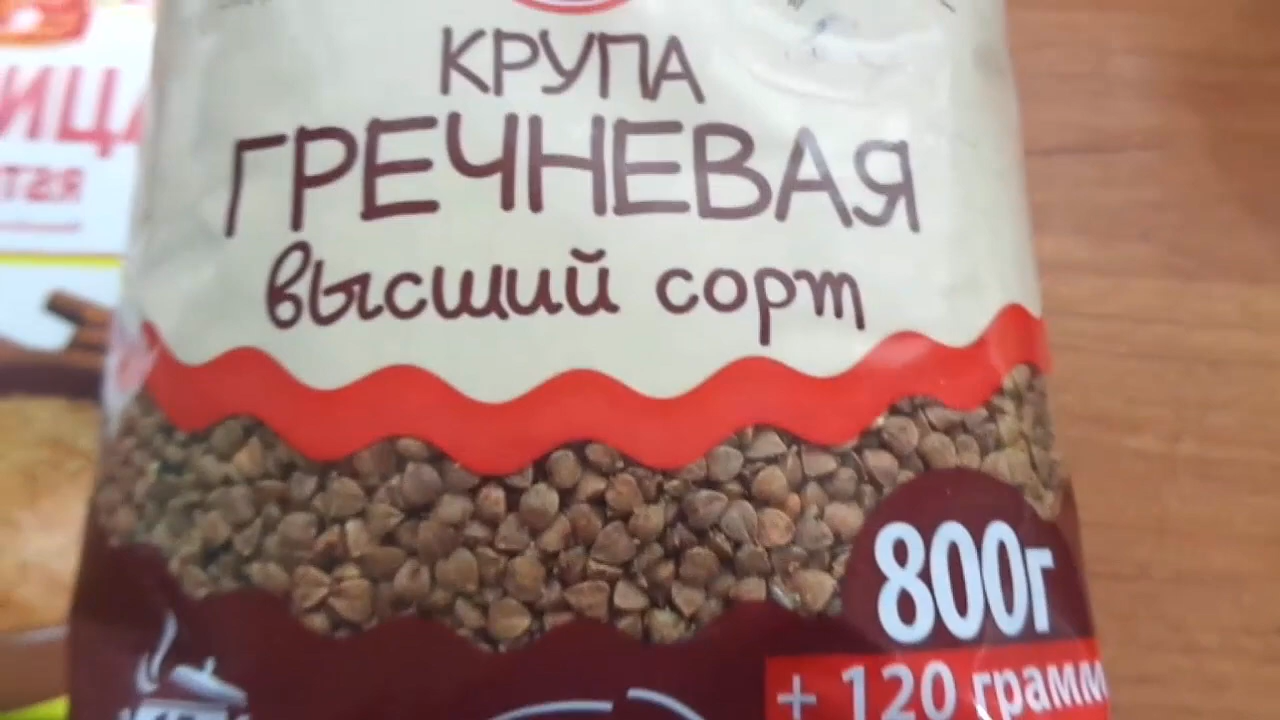 КРУПА
ГРЕЧНЕВАЯ
высший сорт
800г
+ 120 грамм